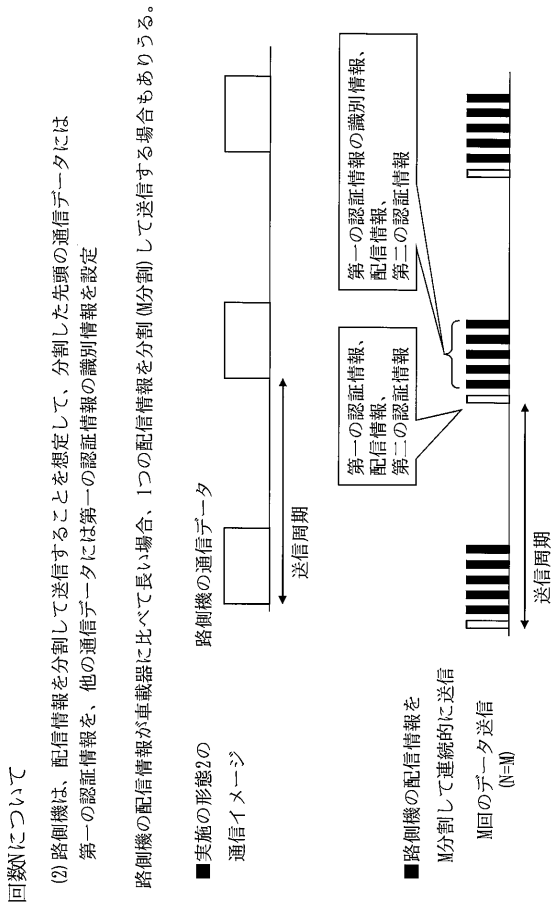 回数Nについて
(2) 路側機は、配信情報を分割して送信することを想定して、分割した先頭の通信データには
第一の認証情報を、他の通信データには第一の認証情報の識別情報を設定
路側機の配信情報が車載器に比べて長い場合、1つの配信情報を分割(M分割)して送信する場合もありうる。
■実施の形態2の
通信イメージ
路側機の通信データ
送信周期
■路側機の配信情報を
M分割して連続的に送信
M回のデータ送信
(N=M)
第一の認証情報、
配信情報、
第二の認証情報
第一の認証情報の識別情報、
配信情報、
第二の認証情報
送信周期